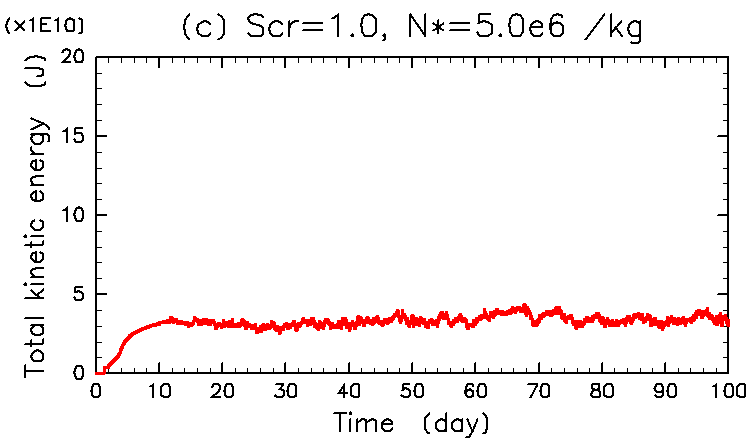 (×1E10)
(c) Scr=1.0, N*=5.0e6 /kg
Total kinetic energy (J)
20
15
10
5
0
0 10 20 30 40 50 60 70 80 90 100
Time (day)